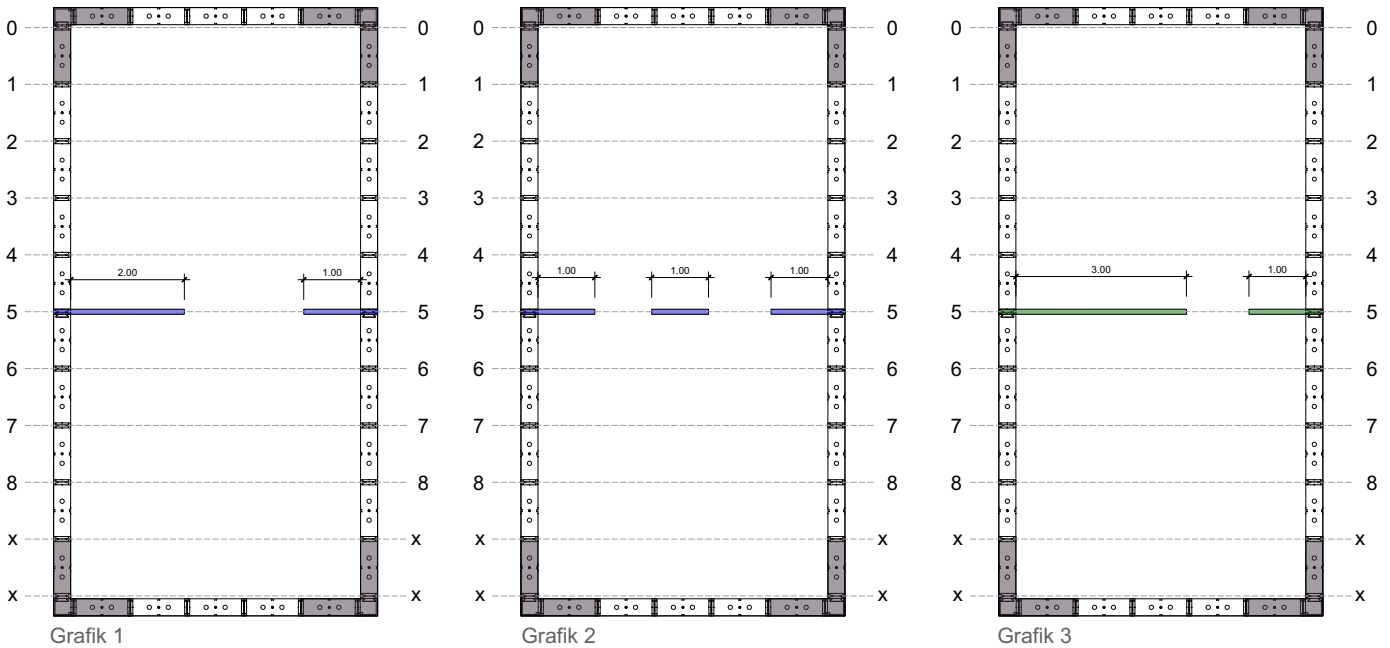 0 0 0 0 0 0
1 1 1 1 1 1
2 2 2 2 2 2
3 3 3 3 3 3
4 4 4 4 4 4
2.00 1.00 1.00 1.00 1.00 3.00 1.00
5 5 5 5 5 5
6 6 6 6 6 6
7 7 7 7 7 7
8 8 8 8 8 8
x x x x x x
x x x x x x
Grafik 1 Grafik 2 Grafik 3